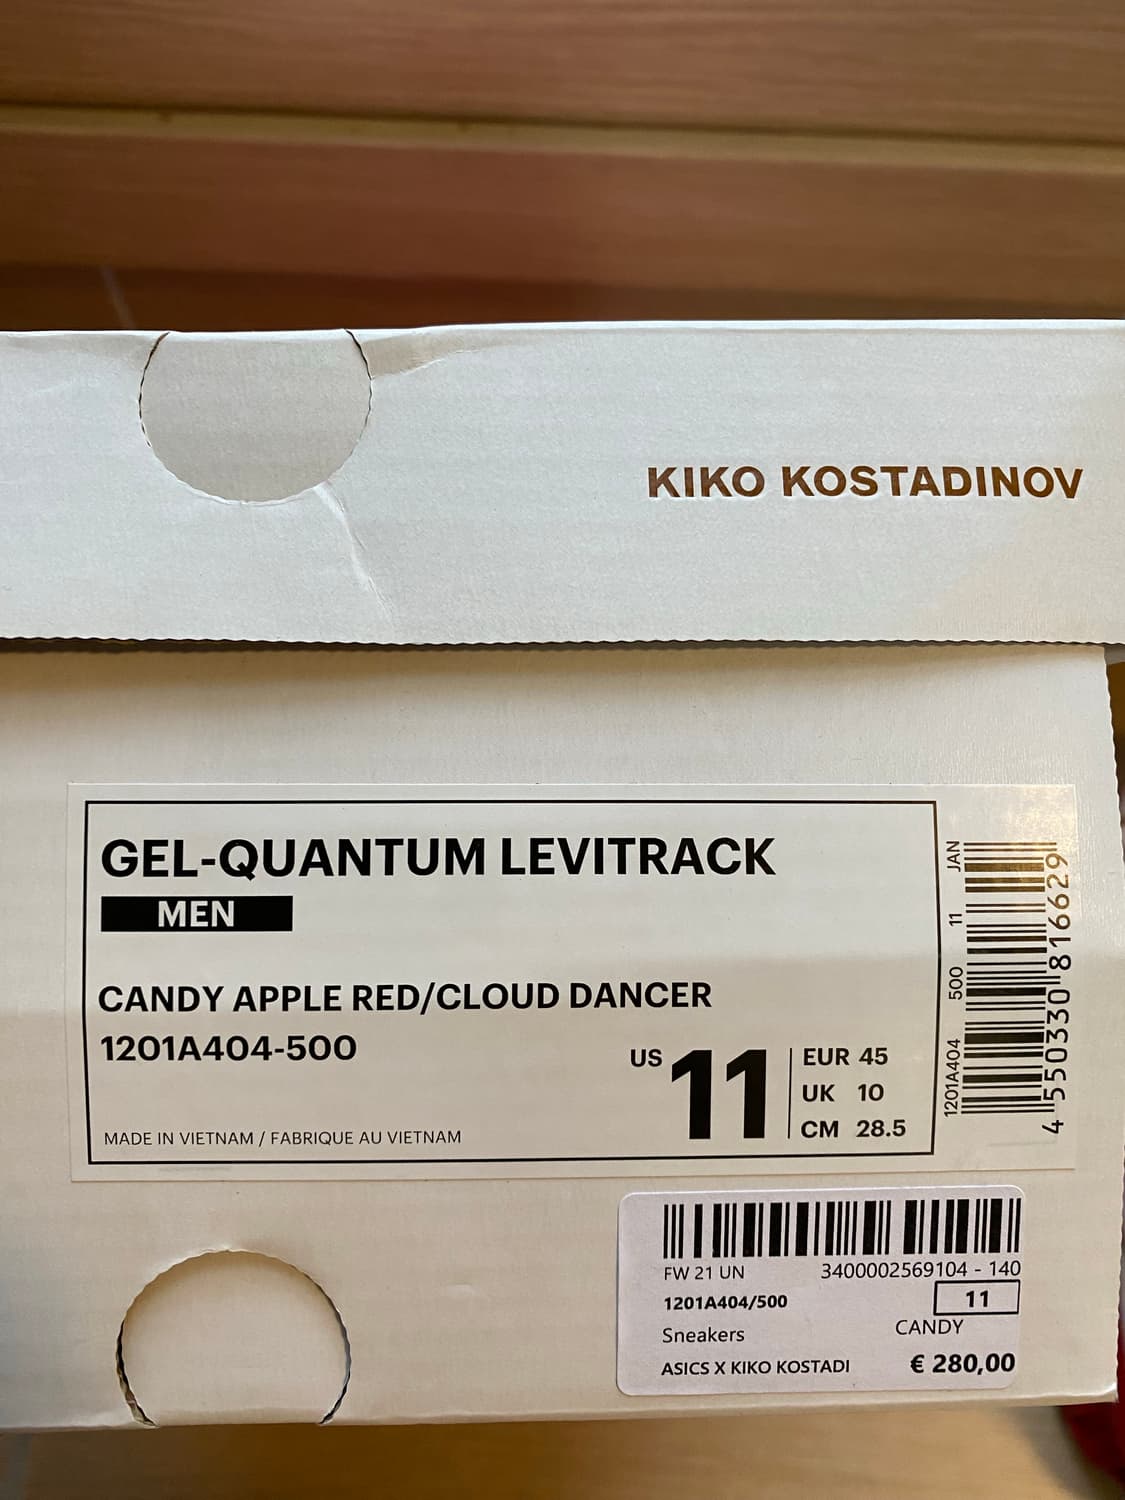 KIKO KOSTADINOV
GEL-QUANTUM LEVITRACK
MEN
CANDY APPLE RED/CLOUD DANCER
1201A404-500
US 11
EUR 45
UK 10
CM 28.5
MADE IN VIETNAM / FABRIQUE AU VIETNAM
1201A404 500 11 JAN
4 550330 816629
FW 21 UN 3400002569104 - 140
1201A404/500 11
Sneakers CANDY
ASICS X KIKO KOSTADI € 280,00